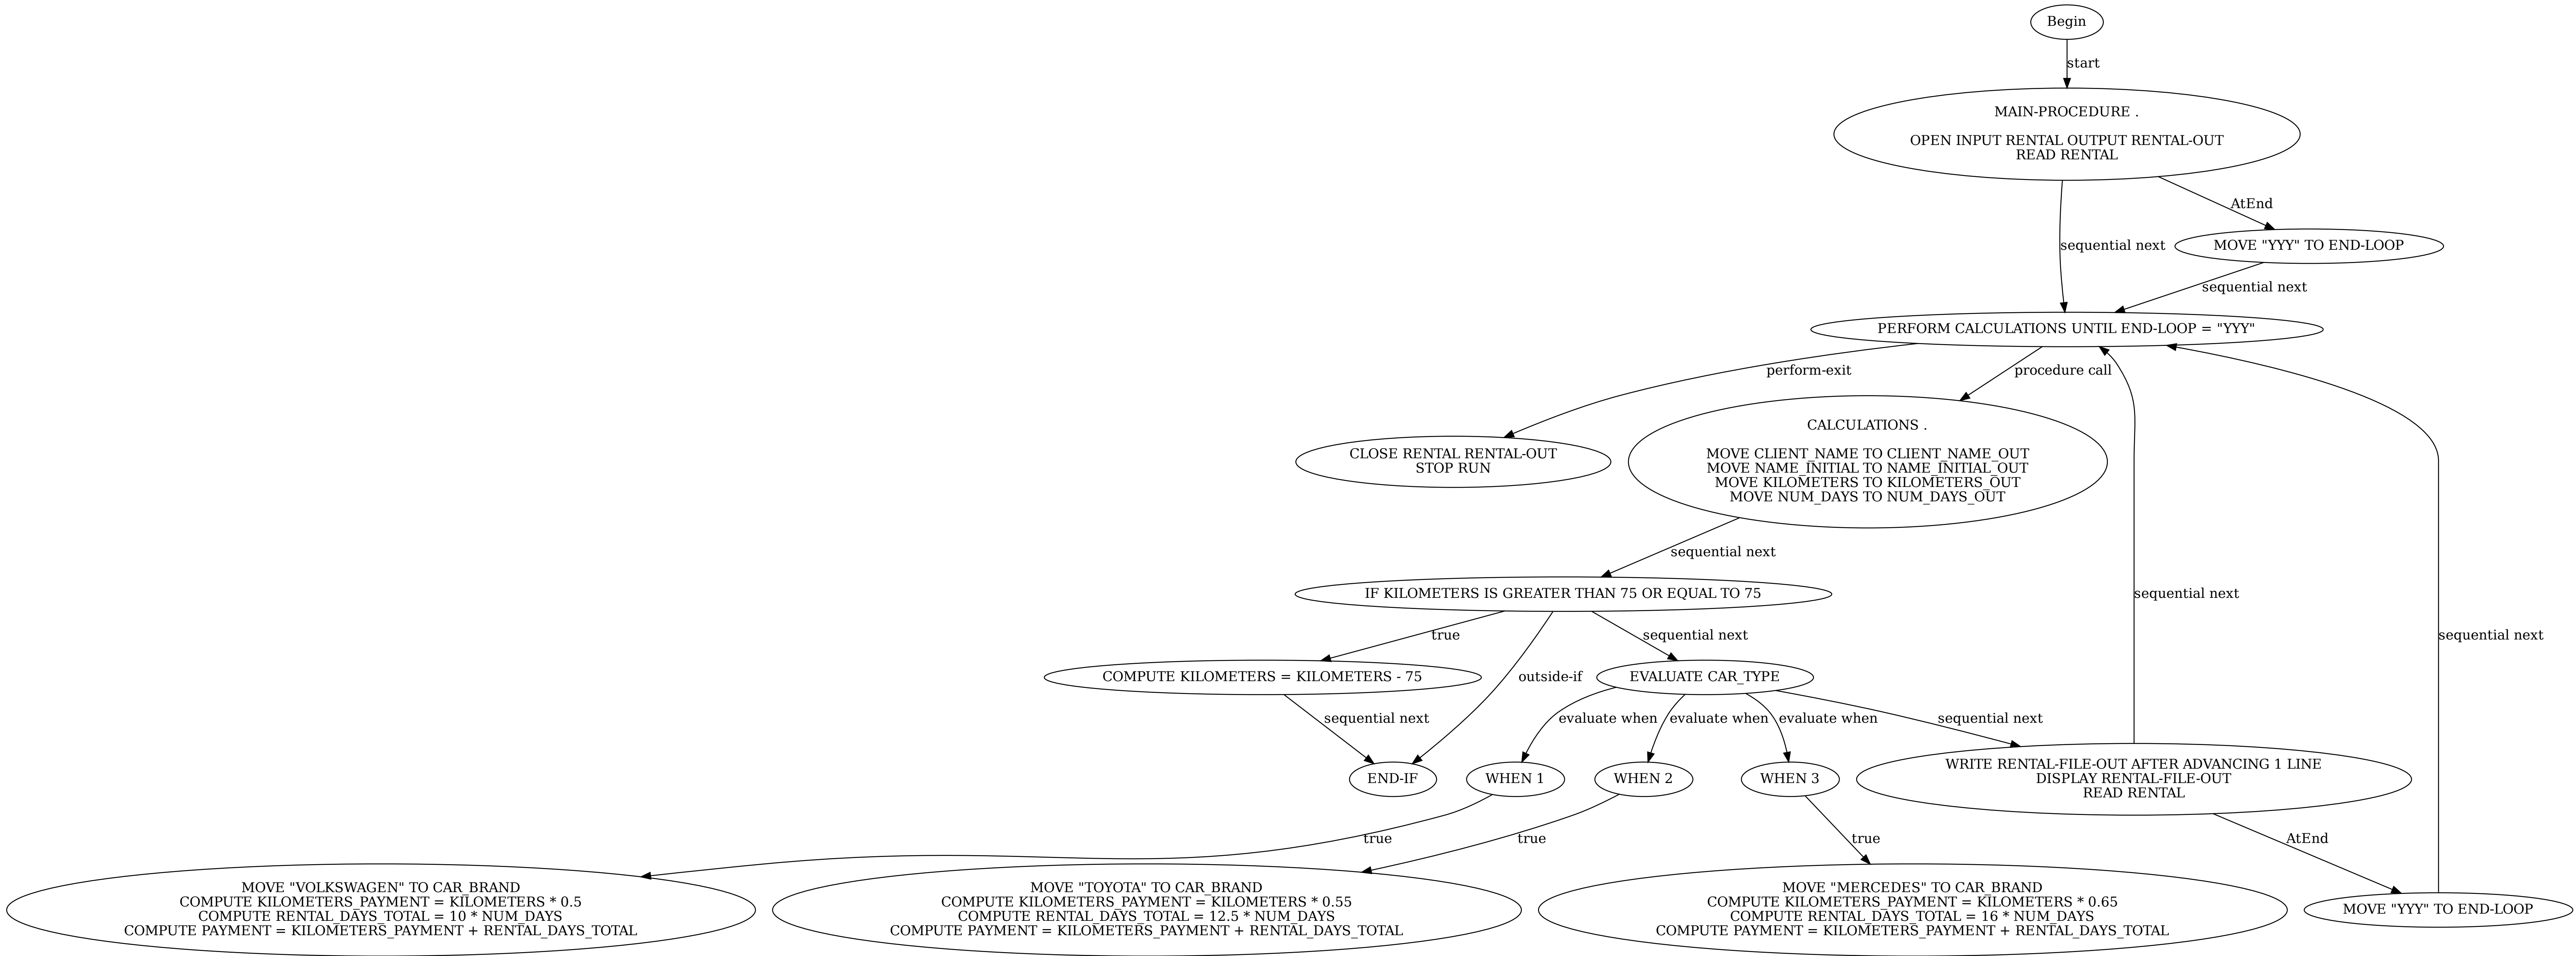 Begin
start
MAIN-PROCEDURE .
OPEN INPUT RENTAL OUTPUT RENTAL-OUT
READ RENTAL
AtEnd
sequential next
MOVE "YYY" TO END-LOOP
sequential next
PERFORM CALCULATIONS UNTIL END-LOOP = "YYY"
perform-exit
procedure call
CLOSE RENTAL RENTAL-OUT
STOP RUN
CALCULATIONS .
MOVE CLIENT_NAME TO CLIENT_NAME_OUT
MOVE NAME_INITIAL TO NAME_INITIAL_OUT
MOVE KILOMETERS TO KILOMETERS_OUT
MOVE NUM_DAYS TO NUM_DAYS_OUT
sequential next
IF KILOMETERS IS GREATER THAN 75 OR EQUAL TO 75
sequential next
true
sequential next
sequential next
COMPUTE KILOMETERS = KILOMETERS - 75
outside-if
EVALUATE CAR_TYPE
sequential next
evaluate when
evaluate when
evaluate when
sequential next
END-IF
WHEN 1
WHEN 2
WHEN 3
WRITE RENTAL-FILE-OUT AFTER ADVANCING 1 LINE
DISPLAY RENTAL-FILE-OUT
READ RENTAL
true
true
true
AtEnd
MOVE "VOLKSWAGEN" TO CAR_BRAND
COMPUTE KILOMETERS_PAYMENT = KILOMETERS * 0.5
COMPUTE RENTAL_DAYS_TOTAL = 10 * NUM_DAYS
COMPUTE PAYMENT = KILOMETERS_PAYMENT + RENTAL_DAYS_TOTAL
MOVE "TOYOTA" TO CAR_BRAND
COMPUTE KILOMETERS_PAYMENT = KILOMETERS * 0.55
COMPUTE RENTAL_DAYS_TOTAL = 12.5 * NUM_DAYS
COMPUTE PAYMENT = KILOMETERS_PAYMENT + RENTAL_DAYS_TOTAL
MOVE "MERCEDES" TO CAR_BRAND
COMPUTE KILOMETERS_PAYMENT = KILOMETERS * 0.65
COMPUTE RENTAL_DAYS_TOTAL = 16 * NUM_DAYS
COMPUTE PAYMENT = KILOMETERS_PAYMENT + RENTAL_DAYS_TOTAL
MOVE "YYY" TO END-LOOP